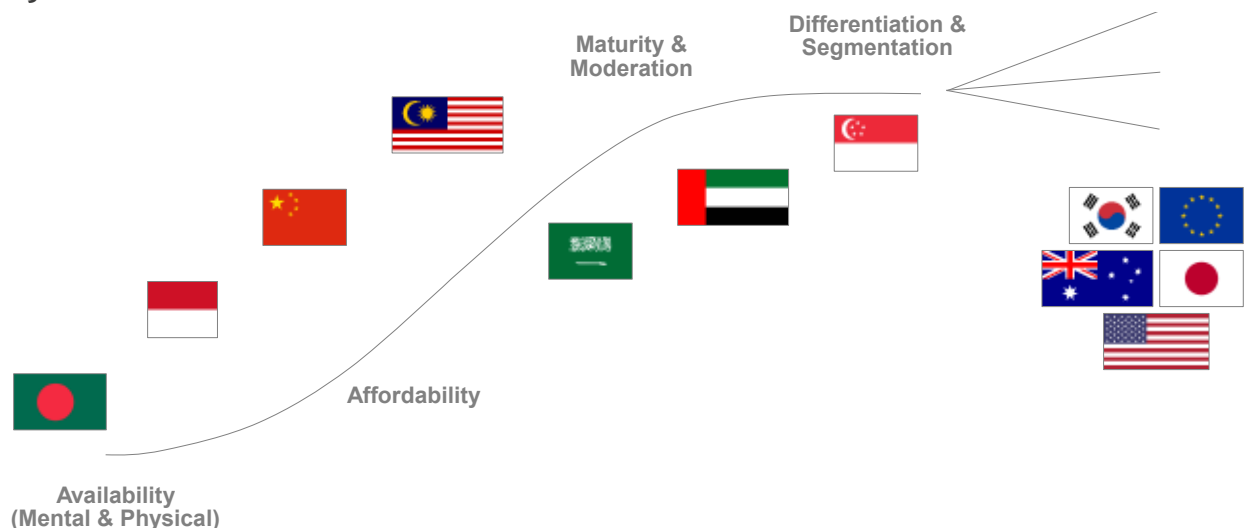 Differentiation &
Segmentation
Maturity &
Moderation
Affordability
Availability
(Mental & Physical)